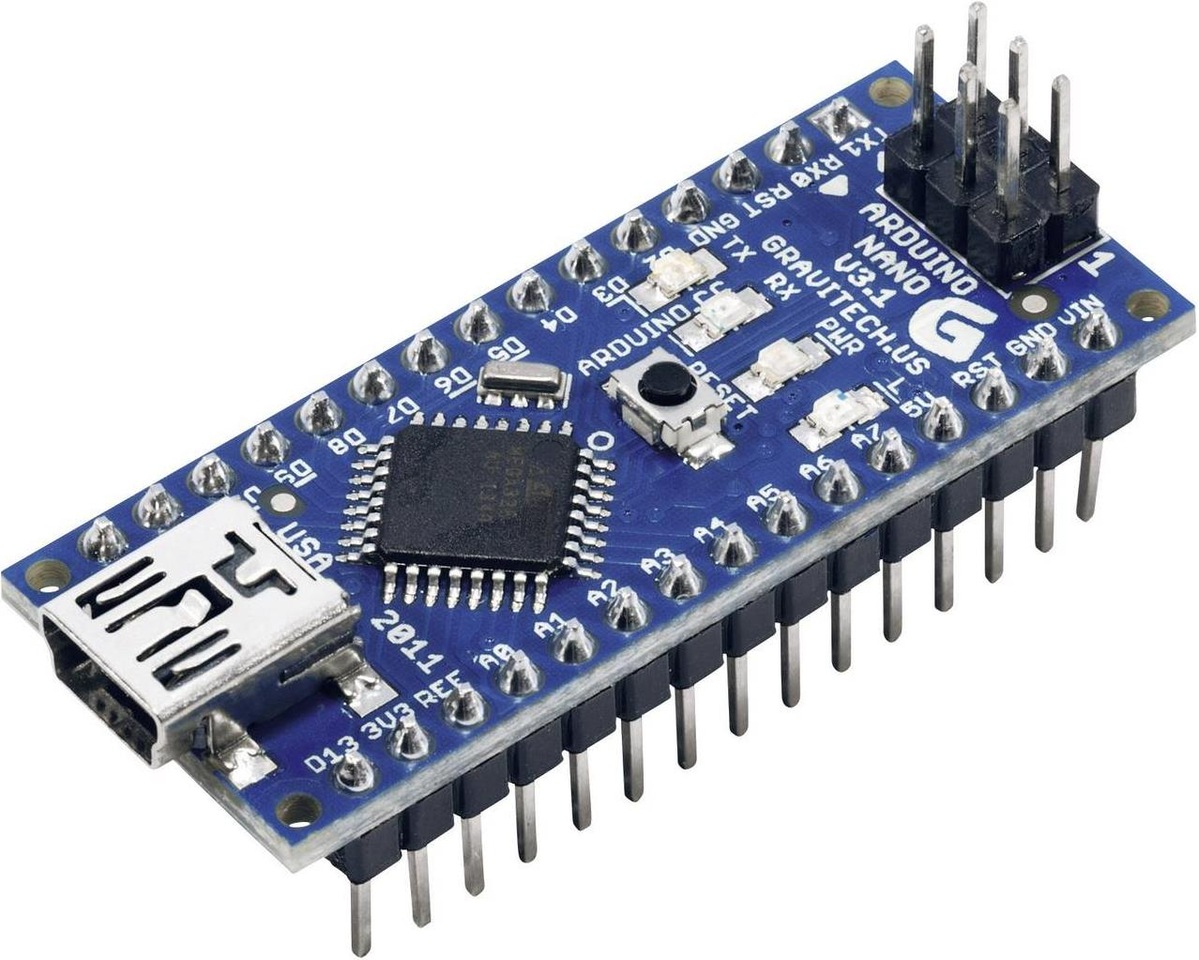 TX1
RX0
RST
GND
D2
D3
D4
D5
D6
D7
D8
D9
ARDUINO
NANO
V3.1
GRAVITECH.US
G
1
TX
RX
PWR
L
ARDUINO.CC
RESET
VIN
GND
RST
5V
A7
A6
A5
A4
A3
A2
A1
A0
REF
3V3
D13
USA
2011